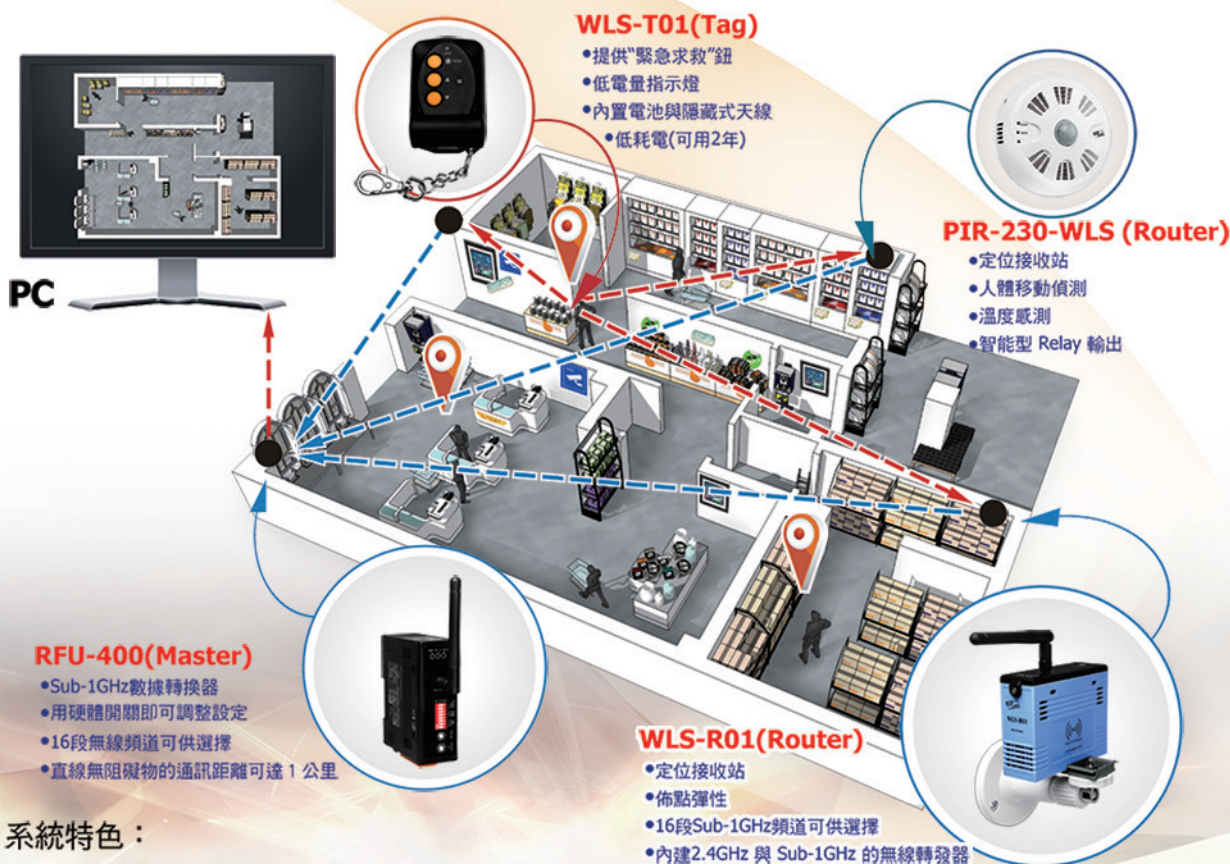 WLS-T01(Tag)
•提供“緊急求救”鈕
•低電量指示燈
•內置電池與隱藏式天線
•低耗電(可用2年)
PC
PIR-230-WLS (Router)
•定位接收站
•人體移動偵測
•溫度感測
•智能型 Relay 輸出
RFU-400(Master)
•Sub-1GHz數據轉換器
•用硬體開關即可調整設定
•16段無線頻道可供選擇
•直線無阻礙物的通訊距離可達 1 公里
WLS-R01(Router)
•定位接收站
•佈點彈性
•16段Sub-1GHz頻道可供選擇
•內建2.4GHz 與 Sub-1GHz 的無線轉發器
WLS-R01
系統特色：